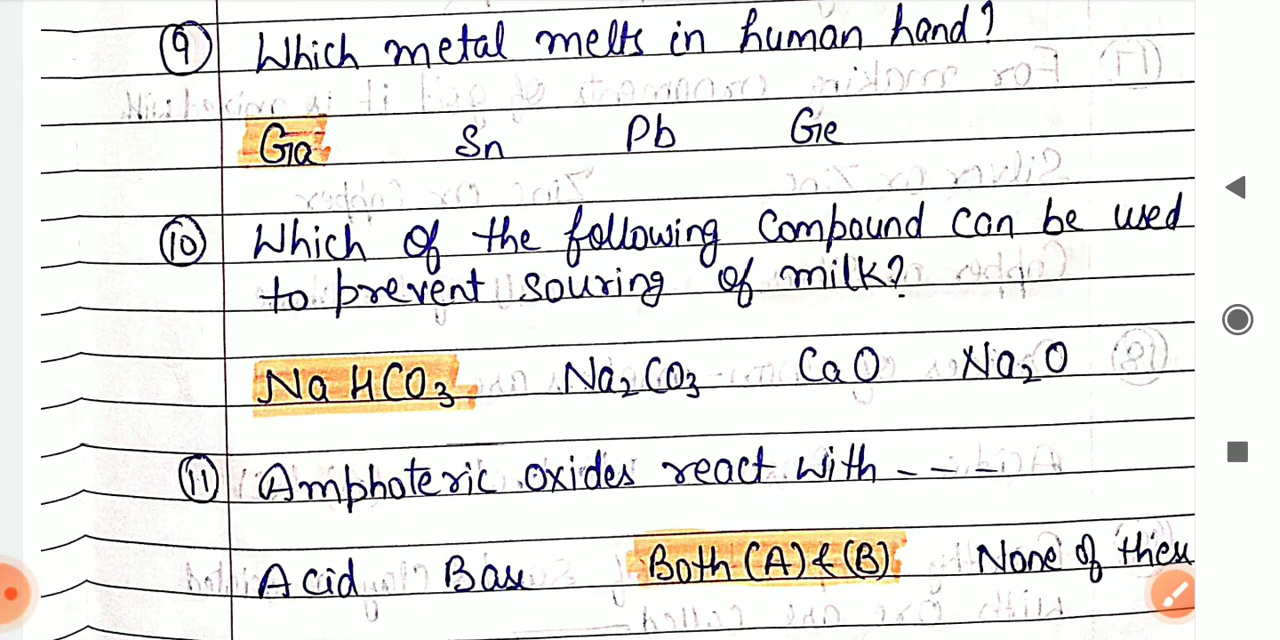 9 Which metal melts in human hand?
Ga Sn Pb Ge
10 Which of the following compound can be used
to prevent souring of milk?
NaHCO₃ Na₂CO₃ CaO Na₂O
11 Amphoteric oxides react with - - -
Acid Base Both (A) & (B) None of these